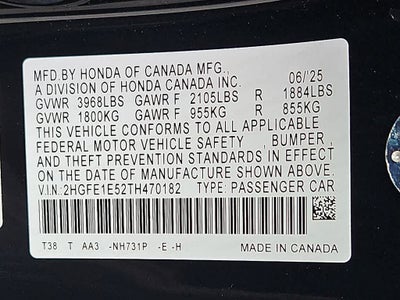 MFD.BY HONDA OF CANADA MFG., 06/25
A DIVISION OF HONDA CANADA INC.
GVWR 3968LBS GAWR F 2105LBS R 1884LBS
GVWR 1800KG GAWR F 955KG R 855KG
THIS VEHICLE CONFORMS TO ALL APPLICABLE
FEDERAL MOTOR VEHICLE SAFETY , BUMPER ,
AND THEFT PREVENTION STANDARDS IN EFFECT ON
THE DATE OF MANUFACTURE SHOWN ABOVE.
V.I.N.:2HGFE1E52TH470182 TYPE:PASSENGER CAR
T38 T AA3 -NH731P -E -H MADE IN CANADA